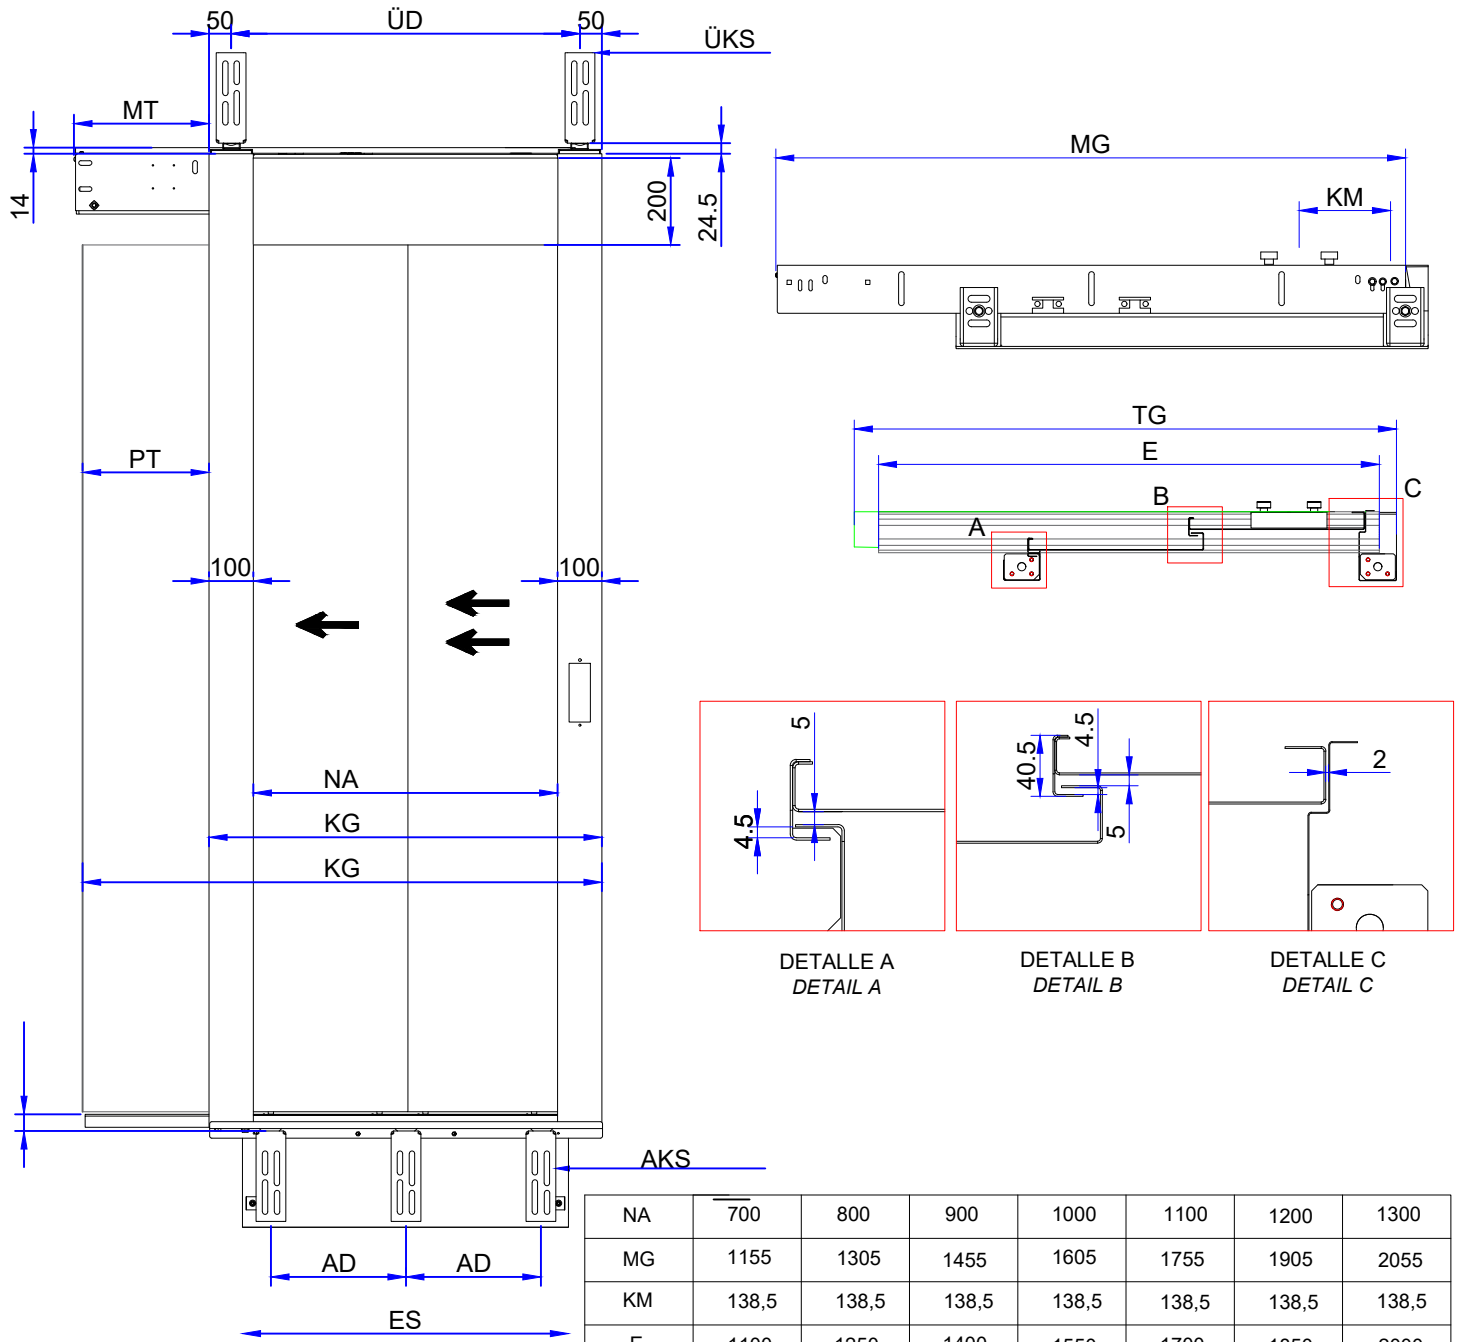 50
ÜD
50
ÜKS
MT
14
200
24.5
MG
KM
PT
TG
E
A
B
C
100
100
NA
KG
KG
5
4.5
40.5
4.5
5
2
DETALLE A
DETAIL A
DETALLE B
DETAIL B
DETALLE C
DETAIL C
AKS
AD
AD
ES
NA 700 800 900 1000 1100 1200 1300
MG 1155 1305 1455 1605 1755 1905 2055
KM 138,5 138,5 138,5 138,5 138,5 138,5 138,5